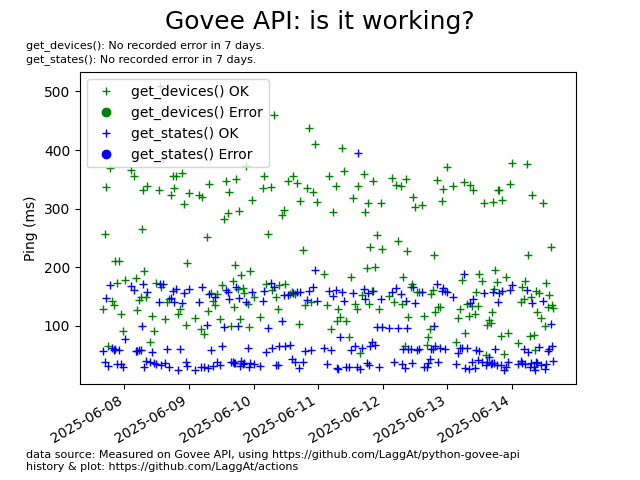 Govee API: is it working?
get_devices(): No recorded error in 7 days.
get_states(): No recorded error in 7 days.
get_devices() OK
get_devices() Error
get_states() OK
get_states() Error
Ping (ms)
500
400
300
200
100
2025-06-08
2025-06-09
2025-06-10
2025-06-11
2025-06-12
2025-06-13
2025-06-14
data source: Measured on Govee API, using https://github.com/LaggAt/python-govee-api
history & plot: https://github.com/LaggAt/actions